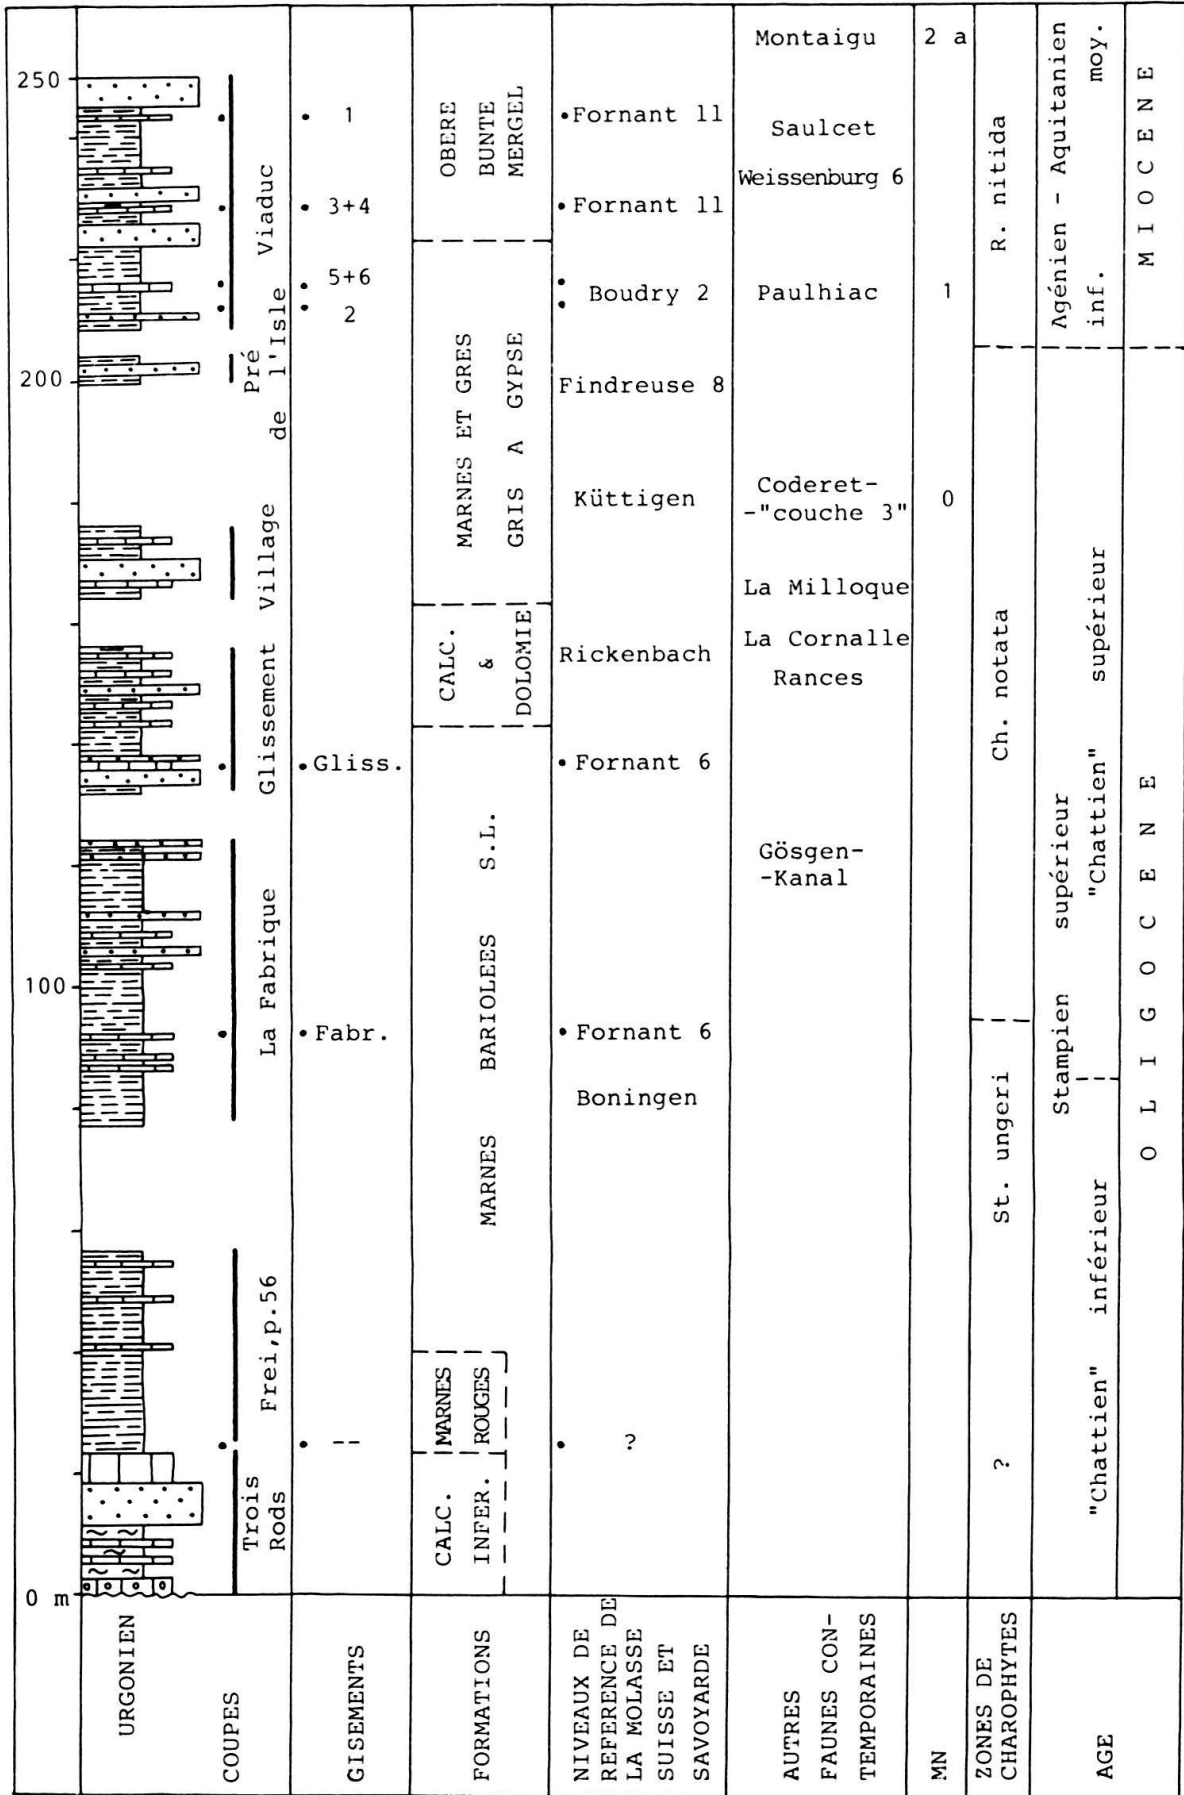 250
200
100
0 m
URGONIEN
COUPES
Viaduc
Pré
de l'Isle
Village
Glissement
La Fabrique
Frei,p.56
Trois
Rods
GISEMENTS
1
3+4
5+6
2
Gliss.
Fabr.
--
FORMATIONS
OBERE
BUNTE
MERGEL
MARNES ET GRES
GRIS A GYPSE
CALC.
&
DOLOMIE
MARNES BARIOLEES S.L.
MARNES
ROUGES
CALC.
INFER.
NIVEAUX DE
REFERENCE DE
LA MOLASSE
SUISSE ET
SAVOYARDE
Fornant 11
Fornant 11
Boudry 2
Findreuse 8
Küttigen
Rickenbach
Fornant 6
Fornant 6
Boningen
?
AUTRES
FAUNES CON-
TEMPORAINES
Montaigu
Saulcet
Weissenburg 6
Paulhiac
Coderet-
-"couche 3"
La Milloque
La Cornalle
Rances
Gösgen-
-Kanal
MN
2 a
1
0
ZONES DE
CHAROPHYTES
R. nitida
Ch. notata
St. ungeri
?
AGE
Agénien - Aquitanien
inf. moy.
Stampien supérieur
"Chattien" supérieur
"Chattien" inférieur
MIOCENE
OLIGOCENE